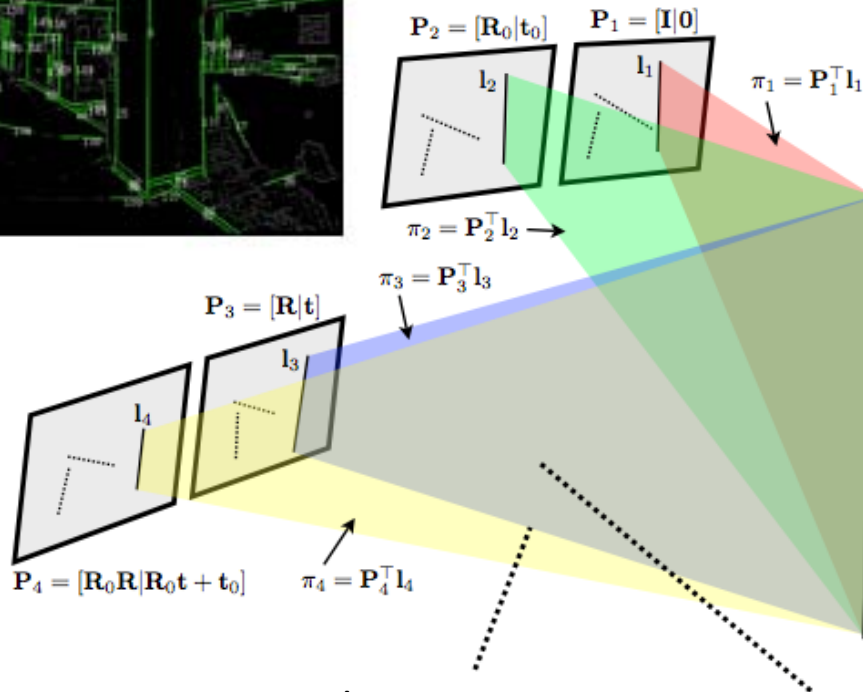 P₂ = [R₀|t₀]
P₁ = [I|0]
l₂
l₁
π₁ = P₁^⊤l₁
π₂ = P₂^⊤l₂
π₃ = P₃^⊤l₃
P₃ = [R|t]
l₃
l₄
P₄ = [R₀R|R₀t + t₀]
π₄ = P₄^⊤l₄